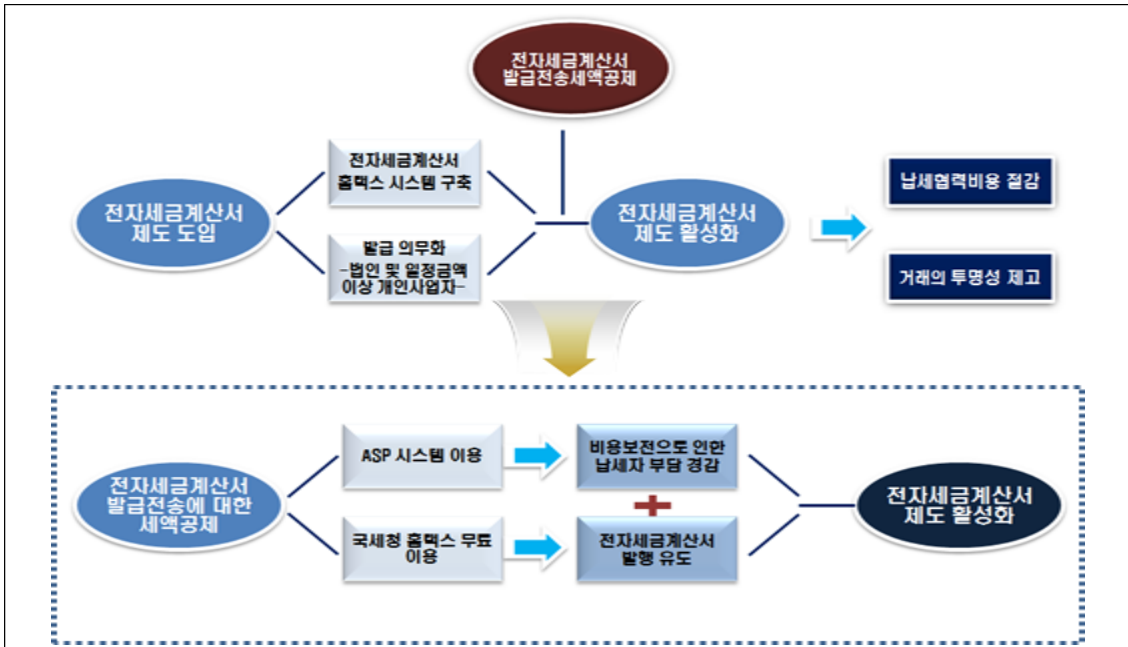 전자세금계산서
발급전송세액공제
전자세금계산서
홈택스 시스템 구축
납세협력비용 절감
전자세금계산서
제도 도입
전자세금계산서
제도 활성화
발급 의무화
-법인 및 일정금액
이상 개인사업자-
거래의 투명성 제고
ASP 시스템 이용
비용보전으로 인한
납세자 부담 경감
전자세금계산서
발급전송에 대한
세액공제
전자세금계산서
제도 활성화
국세청 홈택스 무료
이용
전자세금계산서
발행 유도